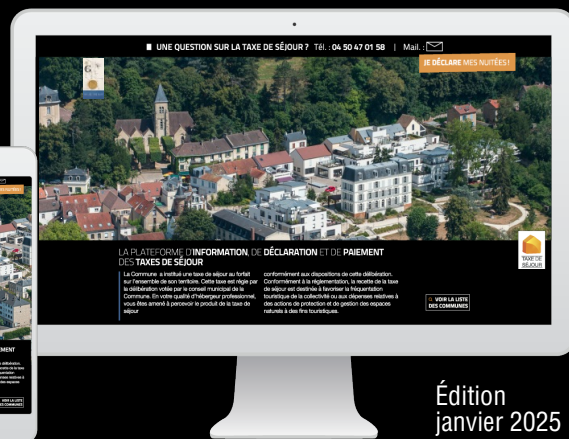 ■ UNE QUESTION SUR LA TAXE DE SÉJOUR ? Tél. : 04 50 47 01 58 | Mail. :
JE DÉCLARE MES NUITÉES !
G
LA PLATEFORME D'INFORMATION, DE DÉCLARATION ET DE PAIEMENT
DES TAXES DE SÉJOUR
La Commune a institué une taxe de séjour au forfait
sur l'ensemble de son territoire. Cette taxe est régie par
la délibération votée par le conseil municipal de la
Commune. En votre qualité d'hébergeur professionnel,
vous êtes amené à percevoir le produit de la taxe de
séjour
conformément aux dispositions de cette délibération.
Conformément à la réglementation, la recette de la taxe
de séjour est destinée à favoriser la fréquentation
touristique de la collectivité ou aux dépenses relatives à
des actions de protection et de gestion des espaces
naturels à des fins touristiques.
TAXE DE
SÉJOUR
VOIR LA LISTE
DES COMMUNES
EMENT
VOIR LA LISTE
DES COMMUNES
Édition
janvier 2025